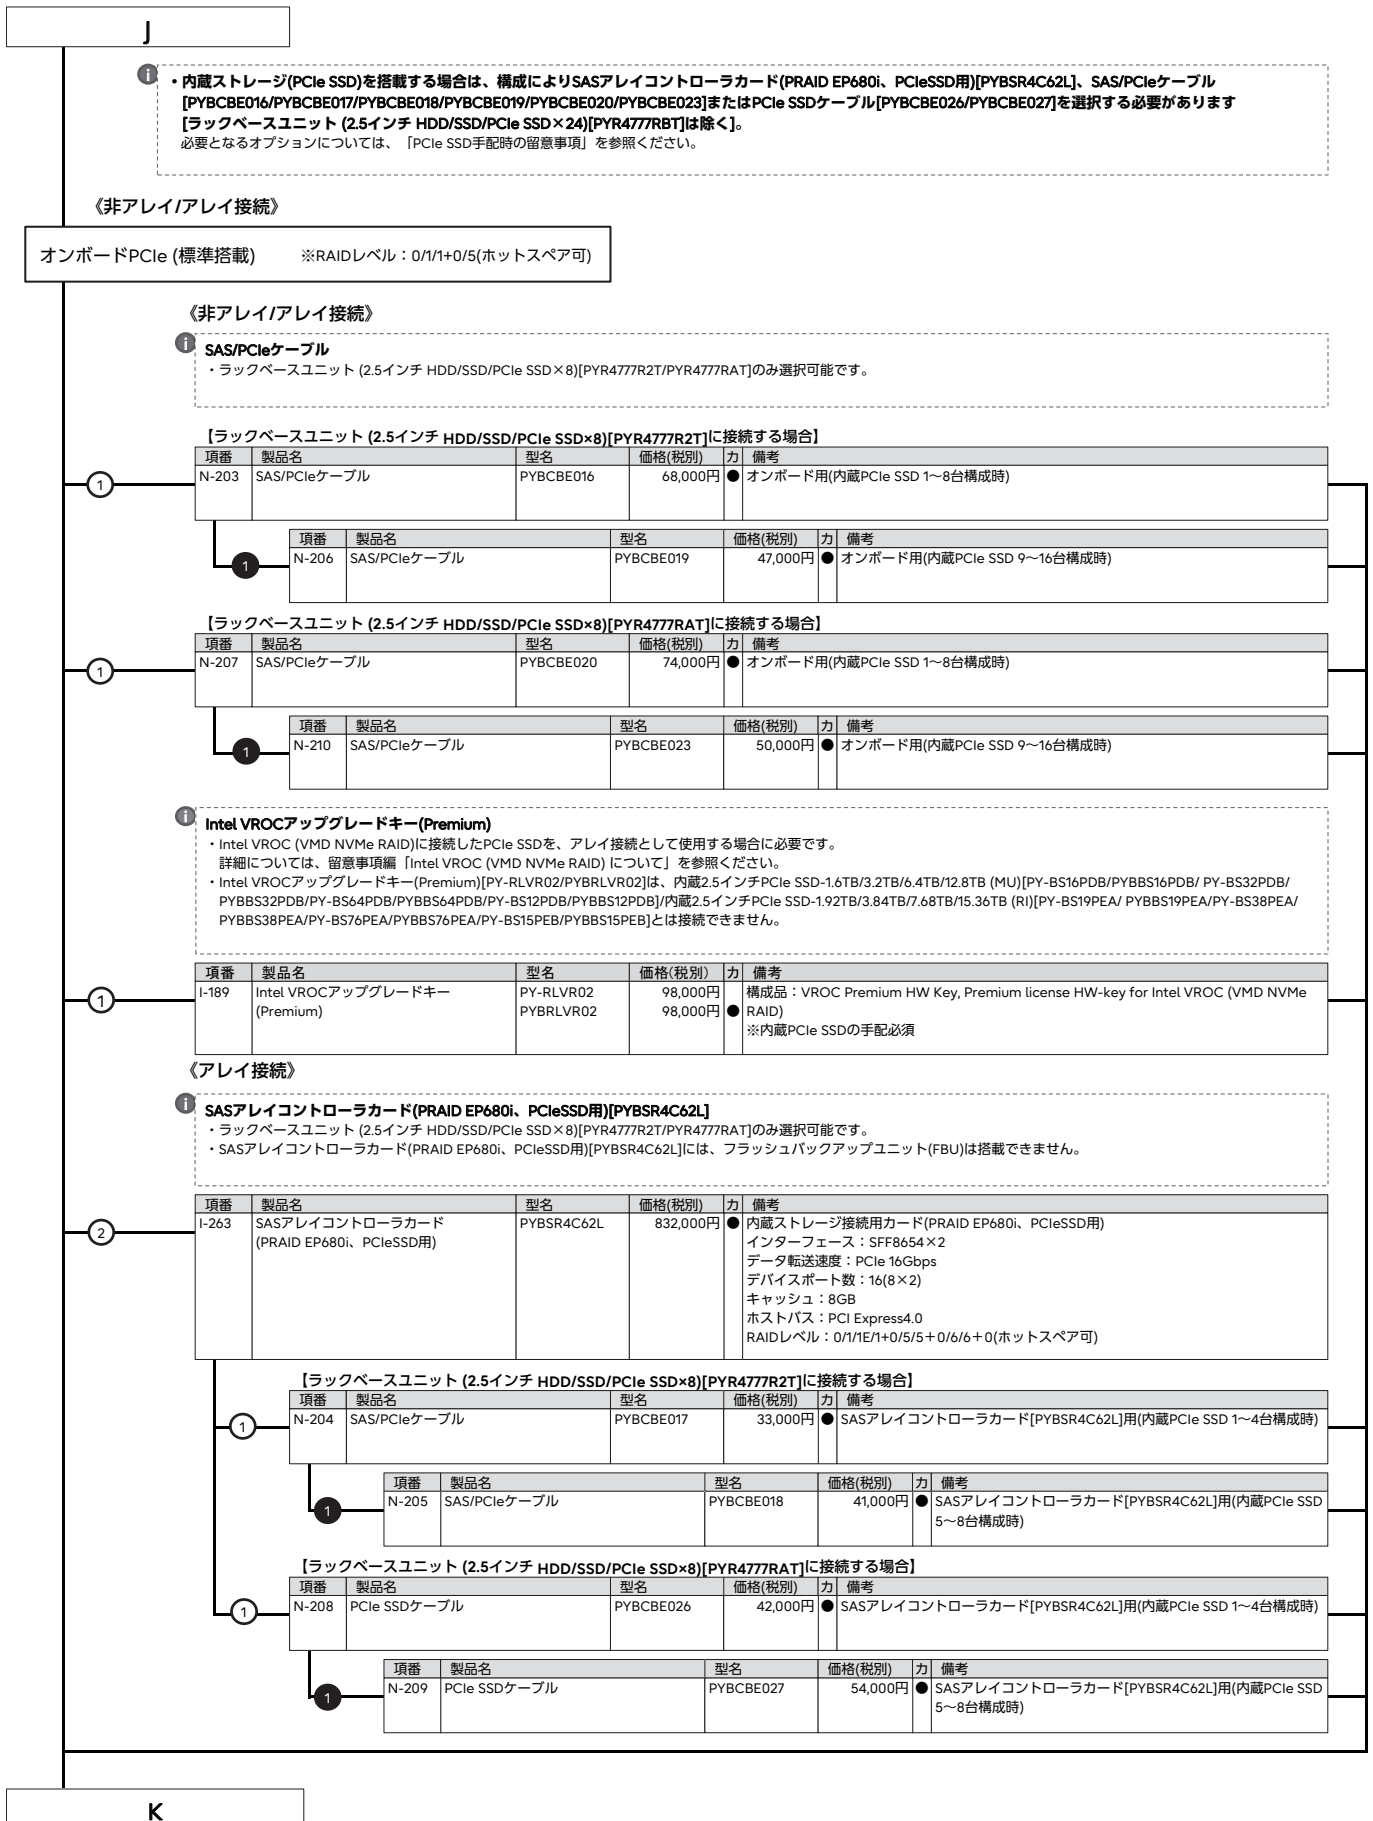 J
・内蔵ストレージ(PCIe SSD)を搭載する場合は、構成によりSASアレイコントローラカード(PRAID EP680i、PCIeSSD用)[PYBSR4C62L]、SAS/PCIeケーブル
[PYBCBE016/PYBCBE017/PYBCBE018/PYBCBE019/PYBCBE020/PYBCBE023]またはPCIe SSDケーブル[PYBCBE026/PYBCBE027]を選択する必要があります
[ラックベースユニット (2.5インチ HDD/SSD/PCIe SSD×24)[PYR4777RBT]は除く]。
必要となるオプションについては、「PCIe SSD手配時の留意事項」を参照ください。
《非アレイ/アレイ接続》
オンボードPCIe (標準搭載) ※RAIDレベル：0/1/1+0/5(ホットスペア可)
《非アレイ/アレイ接続》
SAS/PCIeケーブル
・ラックベースユニット (2.5インチ HDD/SSD/PCIe SSD×8)[PYR4777R2T/PYR4777RAT]のみ選択可能です。
【ラックベースユニット (2.5インチ HDD/SSD/PCIe SSD×8)[PYR4777R2T]に接続する場合】
項番 製品名 型名 価格(税別) カ 備考
1 N-203 SAS/PCIeケーブル PYBCBE016 68,000円 ● オンボード用(内蔵PCIe SSD 1～8台構成時)
項番 製品名 型名 価格(税別) カ 備考
1 N-206 SAS/PCIeケーブル PYBCBE019 47,000円 ● オンボード用(内蔵PCIe SSD 9～16台構成時)
【ラックベースユニット (2.5インチ HDD/SSD/PCIe SSD×8)[PYR4777RAT]に接続する場合】
項番 製品名 型名 価格(税別) カ 備考
1 N-207 SAS/PCIeケーブル PYBCBE020 74,000円 ● オンボード用(内蔵PCIe SSD 1～8台構成時)
項番 製品名 型名 価格(税別) カ 備考
1 N-210 SAS/PCIeケーブル PYBCBE023 50,000円 ● オンボード用(内蔵PCIe SSD 9～16台構成時)
Intel VROCアップグレードキー(Premium)
・Intel VROC (VMD NVMe RAID)に接続したPCIe SSDを、アレイ接続として使用する場合に必要です。
詳細については、留意事項編「Intel VROC (VMD NVMe RAID) について」を参照ください。
・Intel VROCアップグレードキー(Premium)[PY-RLVR02/PYBRLVR02]は、内蔵2.5インチPCIe SSD-1.6TB/3.2TB/6.4TB/12.8TB (MU)[PY-BS16PDB/PYBBS16PDB/ PY-BS32PDB/
PYBBS32PDB/PY-BS64PDB/PYBBS64PDB/PY-BS12PDB/PYBBS12PDB]/内蔵2.5インチPCIe SSD-1.92TB/3.84TB/7.68TB/15.36TB (RI)[PY-BS19PEA/ PYBBS19PEA/PY-BS38PEA/
PYBBS38PEA/PY-BS76PEA/PYBBS76PEA/PY-BS15PEB/PYBBS15PEB]とは接続できません。
項番 製品名 型名 価格(税別) カ 備考
1 I-189 Intel VROCアップグレードキー PY-RLVR02 98,000円 構成品：VROC Premium HW Key, Premium license HW-key for Intel VROC (VMD NVMe
(Premium) PYBRLVR02 98,000円 ● RAID)
※内蔵PCIe SSDの手配必須
《アレイ接続》
SASアレイコントローラカード(PRAID EP680i、PCIeSSD用)[PYBSR4C62L]
・ラックベースユニット (2.5インチ HDD/SSD/PCIe SSD×8)[PYR4777R2T/PYR4777RAT]のみ選択可能です。
・SASアレイコントローラカード(PRAID EP680i、PCIeSSD用)[PYBSR4C62L]には、フラッシュバックアップユニット(FBU)は搭載できません。
項番 製品名 型名 価格(税別) カ 備考
2 I-263 SASアレイコントローラカード PYBSR4C62L 832,000円 ● 内蔵ストレージ接続用カード(PRAID EP680i、PCIeSSD用)
(PRAID EP680i、PCIeSSD用) インターフェース：SFF8654×2
データ転送速度：PCIe 16Gbps
デバイスポート数：16(8×2)
キャッシュ：8GB
ホストバス：PCI Express4.0
RAIDレベル：0/1/1E/1+0/5/5＋0/6/6＋0(ホットスペア可)
【ラックベースユニット (2.5インチ HDD/SSD/PCIe SSD×8)[PYR4777R2T]に接続する場合】
項番 製品名 型名 価格(税別) カ 備考
1 N-204 SAS/PCIeケーブル PYBCBE017 33,000円 ● SASアレイコントローラカード[PYBSR4C62L]用(内蔵PCIe SSD 1～4台構成時)
項番 製品名 型名 価格(税別) カ 備考
1 N-205 SAS/PCIeケーブル PYBCBE018 41,000円 ● SASアレイコントローラカード[PYBSR4C62L]用(内蔵PCIe SSD
5～8台構成時)
【ラックベースユニット (2.5インチ HDD/SSD/PCIe SSD×8)[PYR4777RAT]に接続する場合】
項番 製品名 型名 価格(税別) カ 備考
1 N-208 PCIe SSDケーブル PYBCBE026 42,000円 ● SASアレイコントローラカード[PYBSR4C62L]用(内蔵PCIe SSD 1～4台構成時)
項番 製品名 型名 価格(税別) カ 備考
1 N-209 PCIe SSDケーブル PYBCBE027 54,000円 ● SASアレイコントローラカード[PYBSR4C62L]用(内蔵PCIe SSD
5～8台構成時)
K